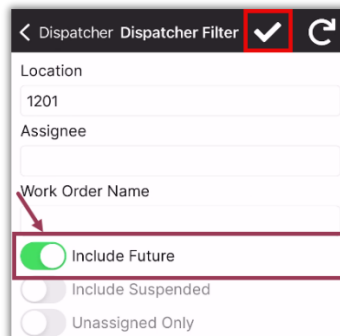 Dispatcher Dispatcher Filter
Location
1201
Assignee
Work Order Name
Include Future
Include Suspended
Unassigned Only